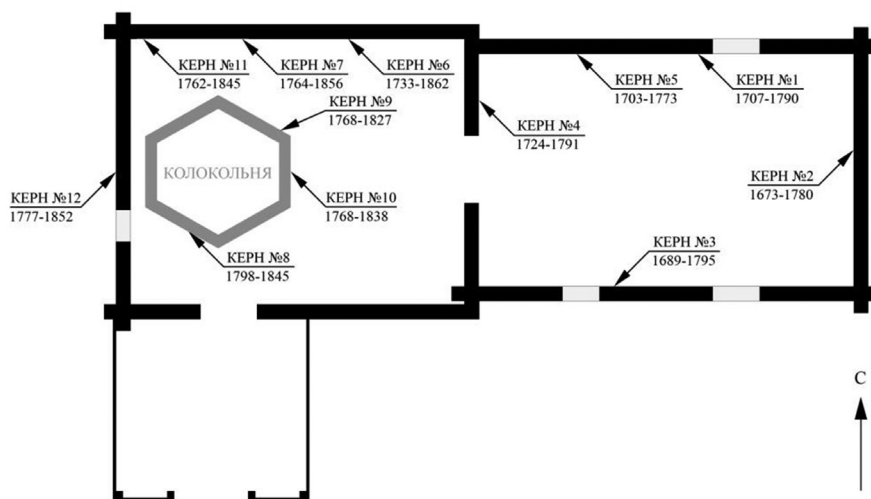 КЕРН №11
1762-1845
КЕРН №7
1764-1856
КЕРН №6
1733-1862
КЕРН №5
1703-1773
КЕРН №1
1707-1790
КЕРН №9
1768-1827
КЕРН №4
1724-1791
КОЛОКОЛЬНЯ
КЕРН №12
1777-1852
КЕРН №10
1768-1838
КЕРН №2
1673-1780
КЕРН №8
1798-1845
КЕРН №3
1689-1795
С